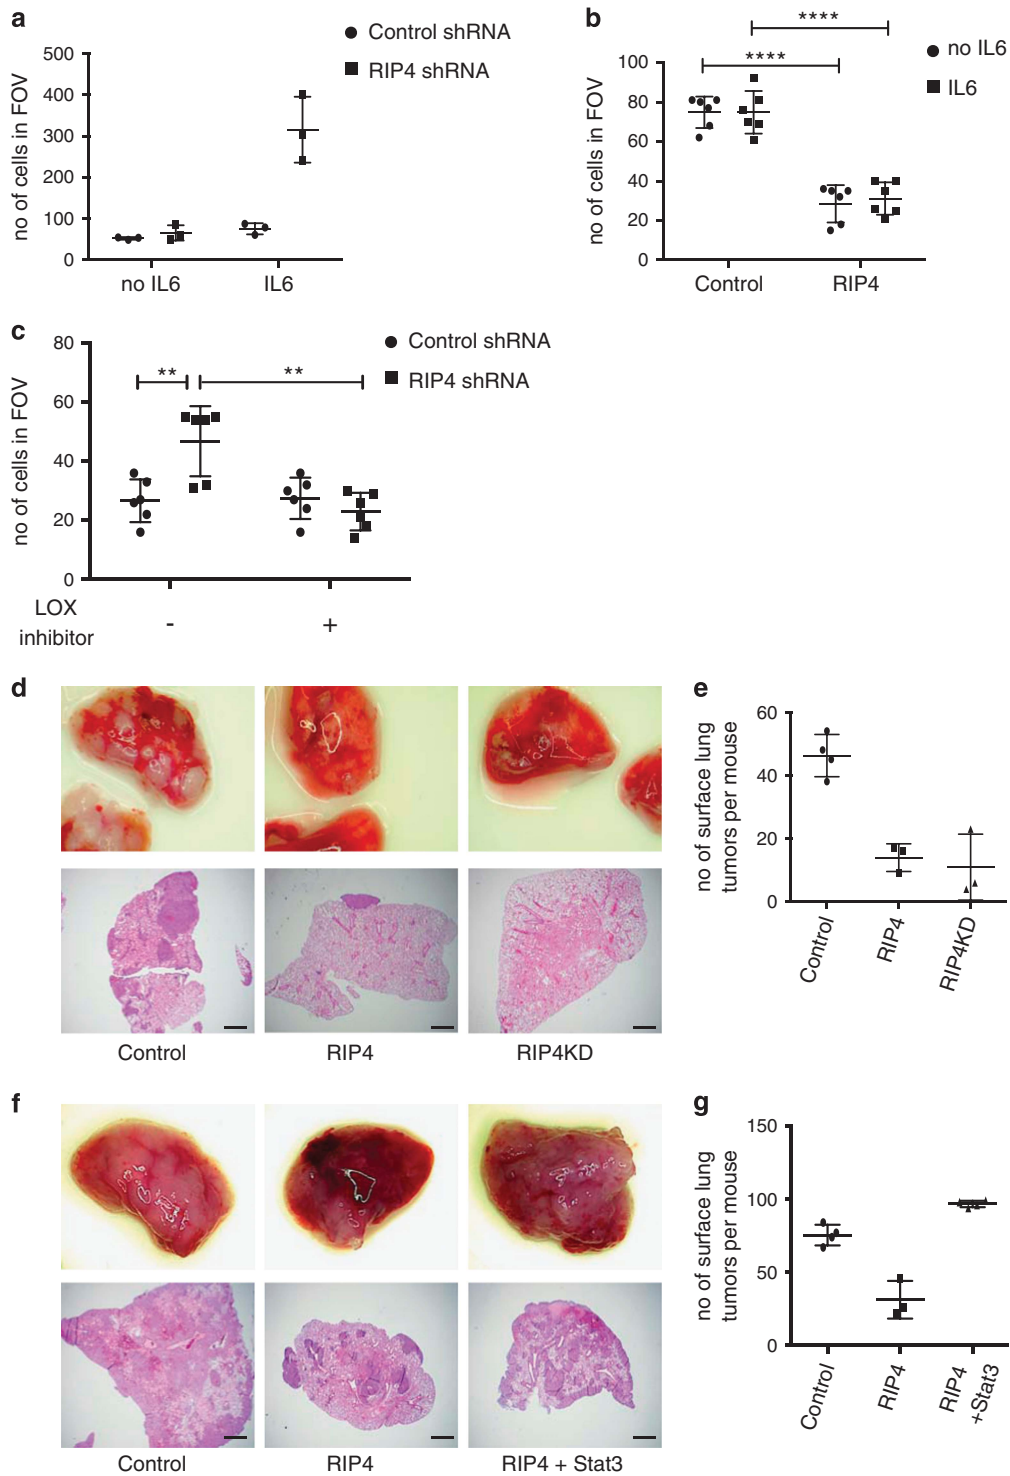 a
Control shRNA
RIP4 shRNA
no of cells in FOV
500
400
300
200
100
0
no IL6
IL6
b
****
****
no IL6
IL6
no of cells in FOV
100
80
60
40
20
0
Control
RIP4
c
Control shRNA
RIP4 shRNA
**
**
no of cells in FOV
80
60
40
20
0
LOX
inhibitor
-
+
d
Control
RIP4
RIP4KD
e
no of surface lung
tumors per mouse
60
40
20
0
Control
RIP4
RIP4KD
f
Control
RIP4
RIP4 + Stat3
g
no of surface lung
tumors per mouse
150
100
50
0
Control
RIP4
RIP4
+Stat3